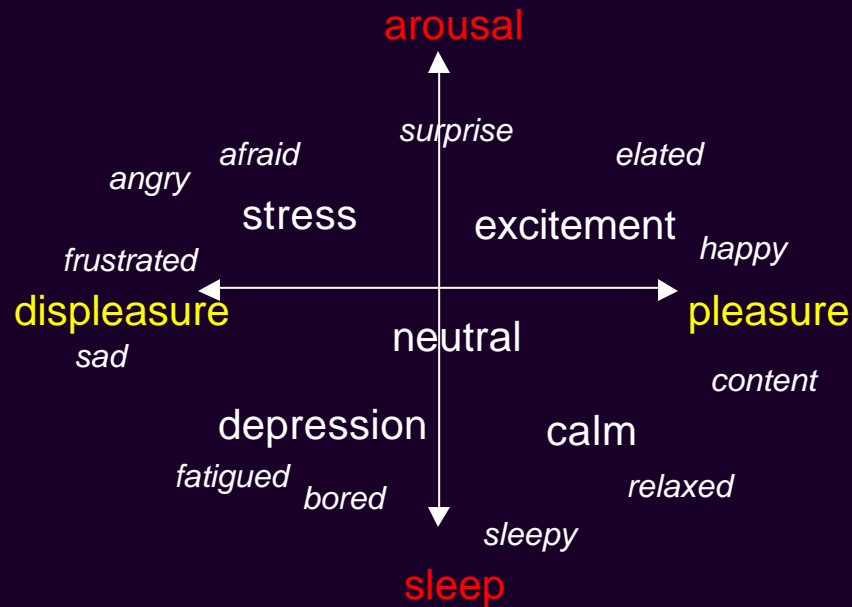 arousal
surprise
afraid
elated
angry
stress
excitement
happy
frustrated
displeasure
pleasure
neutral
sad
content
depression
calm
fatigued
bored
relaxed
sleepy
sleep